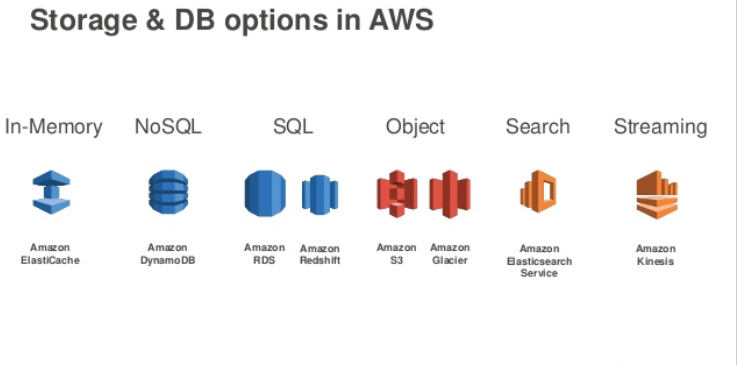 Storage & DB options in AWS
In-Memory
NoSQL
SQL
Object
Search
Streaming
Amazon
ElastiCache
Amazon
DynamoDB
Amazon
RDS
Amazon
Redshift
Amazon
S3
Amazon
Glacier
Amazon
Elasticsearch
Service
Amazon
Kinesis